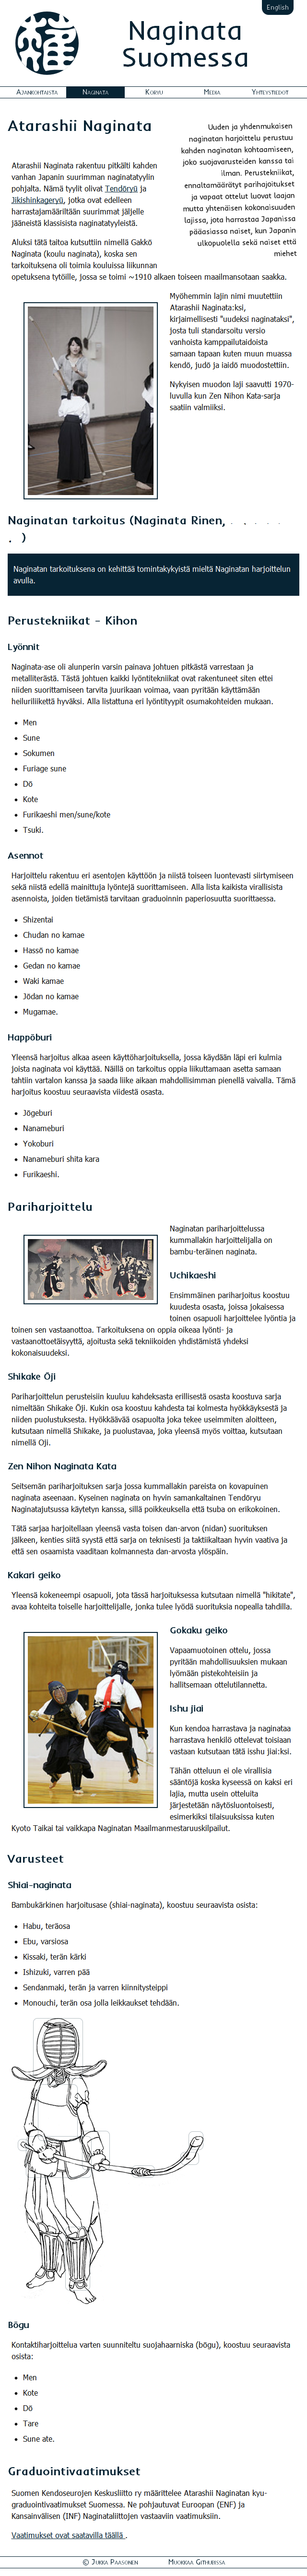 English
Naginata
Suomessa
Ajankohtaista Naginata Koryu Media Yhteystiedot
Atarashii Naginata
Uuden ja yhdenmukaisen
naginatan harjoittelu perustuu
kahden naginatan kohtaamiseen,
joko suojavarusteiden kanssa tai
ilman. Perustekniikat,
ennaltamäärätyt parihajoitukset
ja vapaat ottelut luovat laajan
mutta yhtenäisen kokonaisuuden
lajissa, jota harrastaa Japanissa
pääasiassa naiset, kun Japanin
ulkopuolella sekä naiset että
miehet
Atarashii Naginata rakentuu pitkälti kahden
vanhan Japanin suurimman naginatatyylin
pohjalta. Nämä tyylit olivat Tendōryū ja
Jikishinkageryū, jotka ovat edelleen
harrastajamääriltään suurimmat jäljelle
jääneistä klassisista naginatatyyleistä.
Aluksi tätä taitoa kutsuttiin nimellä Gakkō
Naginata (koulu naginata), koska sen
tarkoituksena oli toimia kouluissa liikunnan
opetuksena tytöille, jossa se toimi ~1910 alkaen toiseen maailmansotaan saakka.
Myöhemmin lajin nimi muutettiin
Atarashii Naginata:ksi,
kirjaimellisesti "uudeksi naginataksi",
josta tuli standarsoitu versio
vanhoista kamppailutaidoista
samaan tapaan kuten muun muassa
kendō, judō ja iaidō muodostettiin.
Nykyisen muodon laji saavutti 1970-
luvulla kun Zen Nihon Kata-sarja
saatiin valmiiksi.
Naginatan tarkoitus (Naginata Rinen,
)
Naginatan tarkoituksena on kehittää tomintakykyistä mieltä Naginatan harjoittelun
avulla.
Perustekniikat - Kihon
Lyönnit
Naginata-ase oli alunperin varsin painava johtuen pitkästä varrestaan ja
metalliterästä. Tästä johtuen kaikki lyöntitekniikat ovat rakentuneet siten ettei
niiden suorittamiseen tarvita juurikaan voimaa, vaan pyritään käyttämään
heiluriliikettä hyväksi. Alla listattuna eri lyöntityypit osumakohteiden mukaan.
Men
Sune
Sokumen
Furiage sune
Dō
Kote
Furikaeshi men/sune/kote
Tsuki.
Asennot
Harjoittelu rakentuu eri asentojen käyttöön ja niistä toiseen luontevasti siirtymiseen
sekä niistä edellä mainittuja lyöntejä suorittamiseen. Alla lista kaikista virallisista
asennoista, joiden tietämistä tarvitaan graduoinnin paperiosuutta suorittaessa.
Shizentai
Chudan no kamae
Hassō no kamae
Gedan no kamae
Waki kamae
Jōdan no kamae
Mugamae.
Happōburi
Yleensä harjoitus alkaa aseen käyttöharjoituksella, jossa käydään läpi eri kulmia
joista naginata voi käyttää. Näillä on tarkoitus oppia liikuttamaan asetta samaan
tahtiin vartalon kanssa ja saada liike aikaan mahdollisimman pienellä vaivalla. Tämä
harjoitus koostuu seuraavista viidestä osasta.
Jōgeburi
Nanameburi
Yokoburi
Nanameburi shita kara
Furikaeshi.
Pariharjoittelu
Naginatan pariharjoittelussa
kummallakin harjoittelijalla on
bambu-teräinen naginata.
Uchikaeshi
Ensimmäinen pariharjoitus koostuu
kuudesta osasta, joissa jokaisessa
toinen osapuoli harjoittelee lyöntia ja
toinen sen vastaanottoa. Tarkoituksena on oppia oikeaa lyönti- ja
vastaanottoetäisyyttä, ajoitusta sekä tekniikoiden yhdistämistä yhdeksi
kokonaisuudeksi.
Shikake Ōji
Pariharjoittelun perusteisiin kuuluu kahdeksasta erillisestä osasta koostuva sarja
nimeltään Shikake Ōji. Kukin osa koostuu kahdesta tai kolmesta hyökkäyksestä ja
niiden puolustuksesta. Hyökkäävää osapuolta joka tekee useimmiten aloitteen,
kutsutaan nimellä Shikake, ja puolustavaa, joka yleensä myös voittaa, kutsutaan
nimellä Oji.
Zen Nihon Naginata Kata
Seitsemän pariharjoituksen sarja jossa kummallakin pareista on kovapuinen
naginata aseenaan. Kyseinen naginata on hyvin samankaltainen Tendōryu
Naginatajutsussa käytetyn kanssa, sillä poikkeuksella että tsuba on erikokoinen.
Tätä sarjaa harjoitellaan yleensä vasta toisen dan-arvon (nidan) suorituksen
jälkeen, kenties siitä syystä että sarja on teknisesti ja taktiikaltaan hyvin vaativa ja
että sen osaamista vaaditaan kolmannesta dan-arvosta ylöspäin.
Kakari geiko
Yleensä kokeneempi osapuoli, jota tässä harjoituksessa kutsutaan nimellä "hikitate",
avaa kohteita toiselle harjoittelijalle, jonka tulee lyödä suorituksia nopealla tahdilla.
Gokaku geiko
Vapaamuotoinen ottelu, jossa
pyritään mahdollisuuksien mukaan
lyömään pistekohteisiin ja
hallitsemaan ottelutilannetta.
Ishu jiai
Kun kendoa harrastava ja naginataa
harrastava henkilö ottelevat toisiaan
vastaan kutsutaan tätä isshu jiai:ksi.
Tähän otteluun ei ole virallisia
sääntöjä koska kyseessä on kaksi eri
lajia, mutta usein otteluita
järjestetään näytösluontoisesti,
esimerkiksi tilaisuuksissa kuten
Kyoto Taikai tai vaikkapa Naginatan Maailmanmestaruuskilpailut.
Varusteet
Shiai-naginata
Bambukärkinen harjoitusase (shiai-naginata), koostuu seuraavista osista:
Habu, teräosa
Ebu, varsiosa
Kissaki, terän kärki
Ishizuki, varren pää
Sendanmaki, terän ja varren kiinnitysteippi
Monouchi, terän osa jolla leikkaukset tehdään.
Bōgu
Kontaktiharjoittelua varten suunniteltu suojahaarniska (bōgu), koostuu seuraavista
osista:
Men
Kote
Dō
Tare
Sune ate.
Graduointivaatimukset
Suomen Kendoseurojen Keskusliitto ry määrittelee Atarashii Naginatan kyu-
graduointivaatimukset Suomessa. Ne pohjautuvat Euroopan (ENF) ja
Kansainvälisen (INF) Naginataliittojen vastaaviin vaatimuksiin.
Vaatimukset ovat saatavilla täällä .
© Jukka Paasonen Muokkaa Githubissa